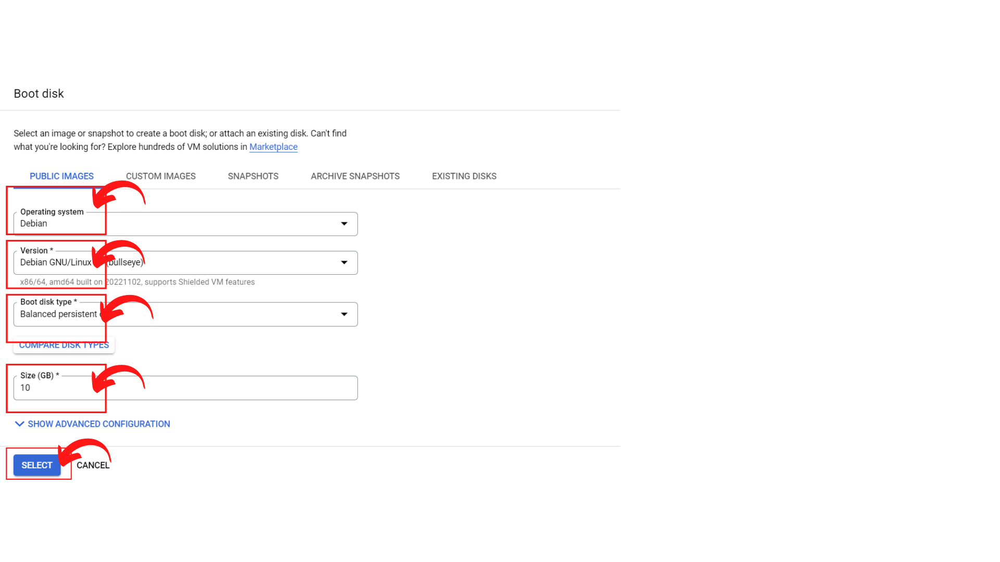 Boot disk
Select an image or snapshot to create a boot disk; or attach an existing disk. Can't find
what you're looking for? Explore hundreds of VM solutions in Marketplace
PUBLIC IMAGES CUSTOM IMAGES SNAPSHOTS ARCHIVE SNAPSHOTS EXISTING DISKS
Operating system
Debian
Version *
Debian GNU/Linux (bullseye)
x86/64, amd64 built on 20221102, supports Shielded VM features
Boot disk type *
Balanced persistent
COMPARE DISK TYPES
Size (GB) *
10
SHOW ADVANCED CONFIGURATION
SELECT CANCEL